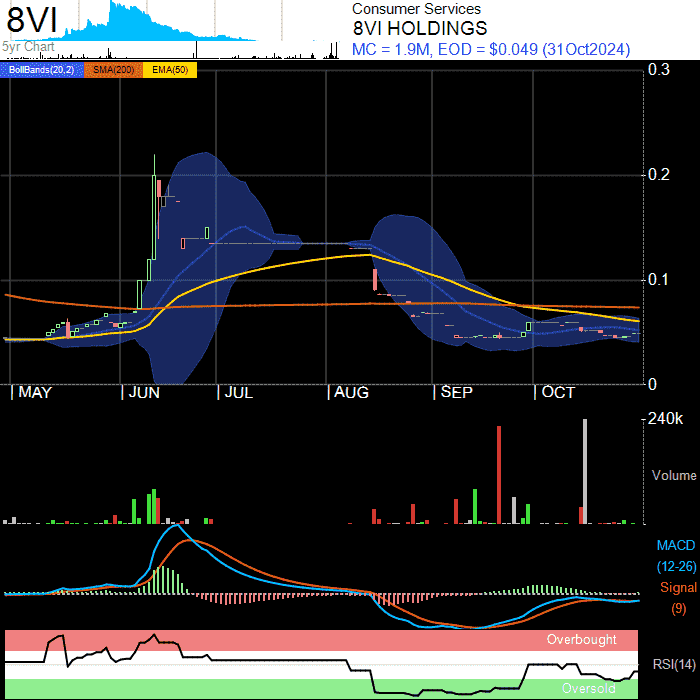 8VI
Consumer Services
8VI HOLDINGS
5yr Chart
MC = 1.9M, EOD = $0.049 (31Oct2024)
BollBands(20,2) SMA(200) EMA(50)
0.3
0.2
0.1
0
MAY JUN JUL AUG SEP OCT
240k
Volume
MACD
(12-26)
Signal
(9)
Overbought
RSI(14)
Oversold